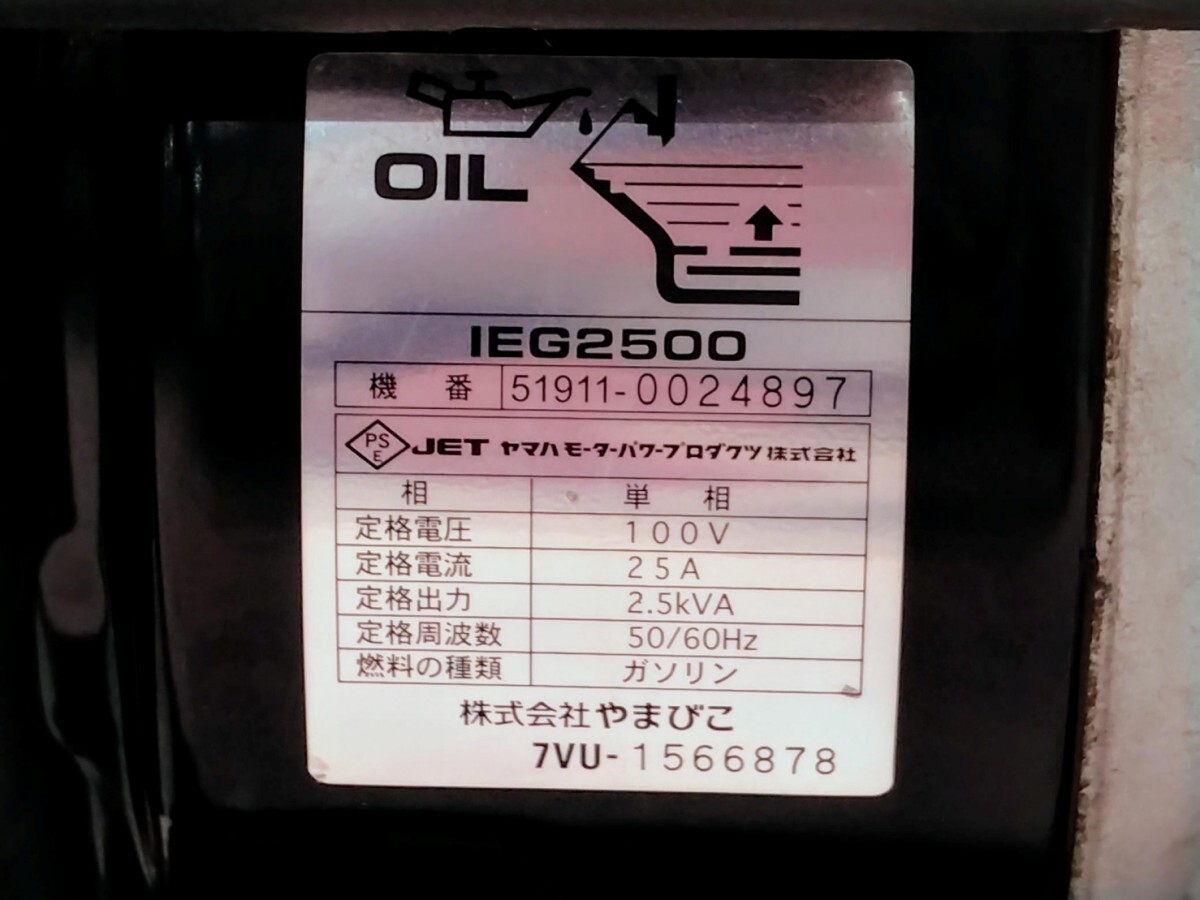 OIL
IEG2500
機 番 51911-0024897
PS E JET ヤマハモーターパワープロダクツ株式会社
相 単 相
定格電圧 100V
定格電流 25A
定格出力 2.5kVA
定格周波数 50/60Hz
燃料の種類 ガソリン
株式会社やまびこ
7VU-1566878